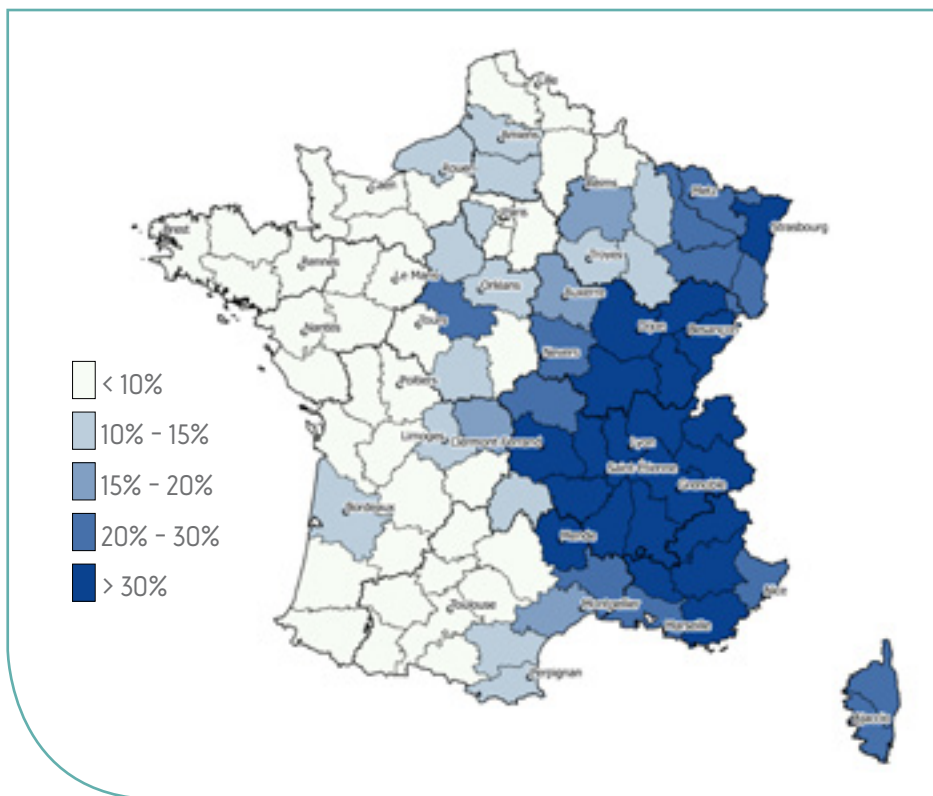 Lille
Amiens
Rouen
Caen
Reims
Metz
Paris
Strasbourg
Brest
Troyes
Rennes
Le Mans
Orléans
Auxerre
Tours
Dijon
Besançon
Nantes
Nevers
Poitiers
< 10%
10% - 15%
Limoges
Clermont Ferrand
Lyon
Saint-Étienne
15% - 20%
Grenoble
Bordeaux
20% - 30%
Mende
> 30%
Nice
Toulouse
Montpellier
Marseille
Perpignan
Ajaccio